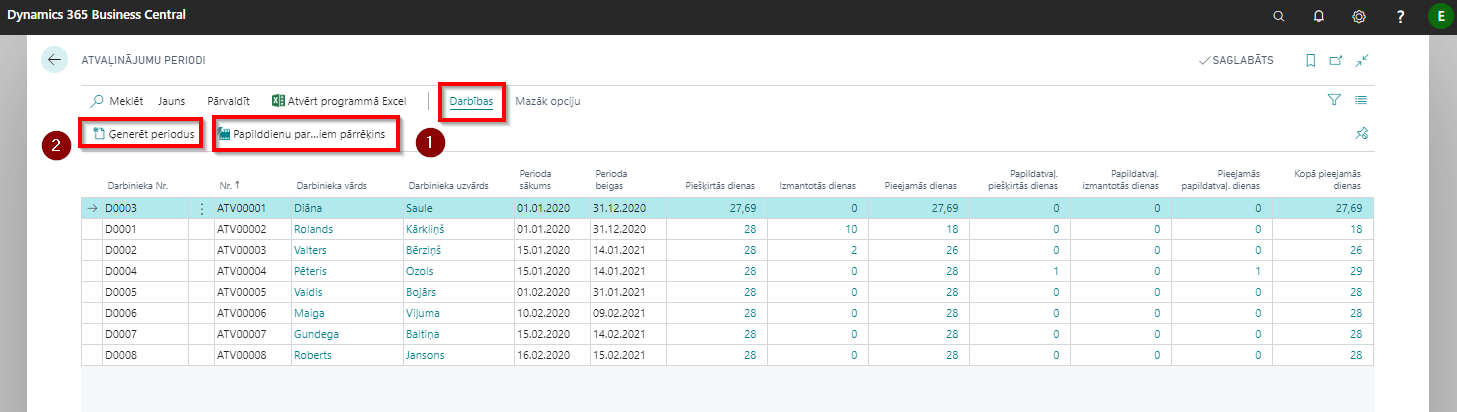 Dynamics 365 Business Central
E
ATVAĻINĀJUMU PERIODI
SAGLABĀTS
Meklēt Jauns Pārvaldīt Atvērt programmā Excel Darbības Mazāk opciju
2 Ģenerēt periodus Papilddienu par...iem pārrēķins 1
Darbinieka Nr. Nr. ↑ Darbinieka vārds Darbinieka uzvārds Perioda sākums Perioda beigas Piešķirtās dienas Izmantotās dienas Pieejamās dienas Papildatvaļ. piešķirtās dienas Papildatvaļ. izmantotās dienas Pieejamās papildatvaļ. dienas Kopā pieejamās dienas
→ D0003 ⋮ ATV00001 Diāna Saule 01.01.2020 31.12.2020 27,69 0 27,69 0 0 0 27,69
D0001 ATV00002 Rolands Kārkliņš 01.01.2020 31.12.2020 28 10 18 0 0 0 18
D0002 ATV00003 Valters Bērziņš 15.01.2020 14.01.2021 28 2 26 0 0 0 26
D0004 ATV00004 Pēteris Ozols 15.01.2020 14.01.2021 28 0 28 1 0 1 29
D0005 ATV00005 Valdis Bojārs 01.02.2020 31.01.2021 28 0 28 0 0 0 28
D0006 ATV00006 Maiga Viļuma 10.02.2020 09.02.2021 28 0 28 0 0 0 28
D0007 ATV00007 Gundega Baltiņa 15.02.2020 14.02.2021 28 0 28 0 0 0 28
D0008 ATV00008 Roberts Jansons 16.02.2020 15.02.2021 28 0 28 0 0 0 28